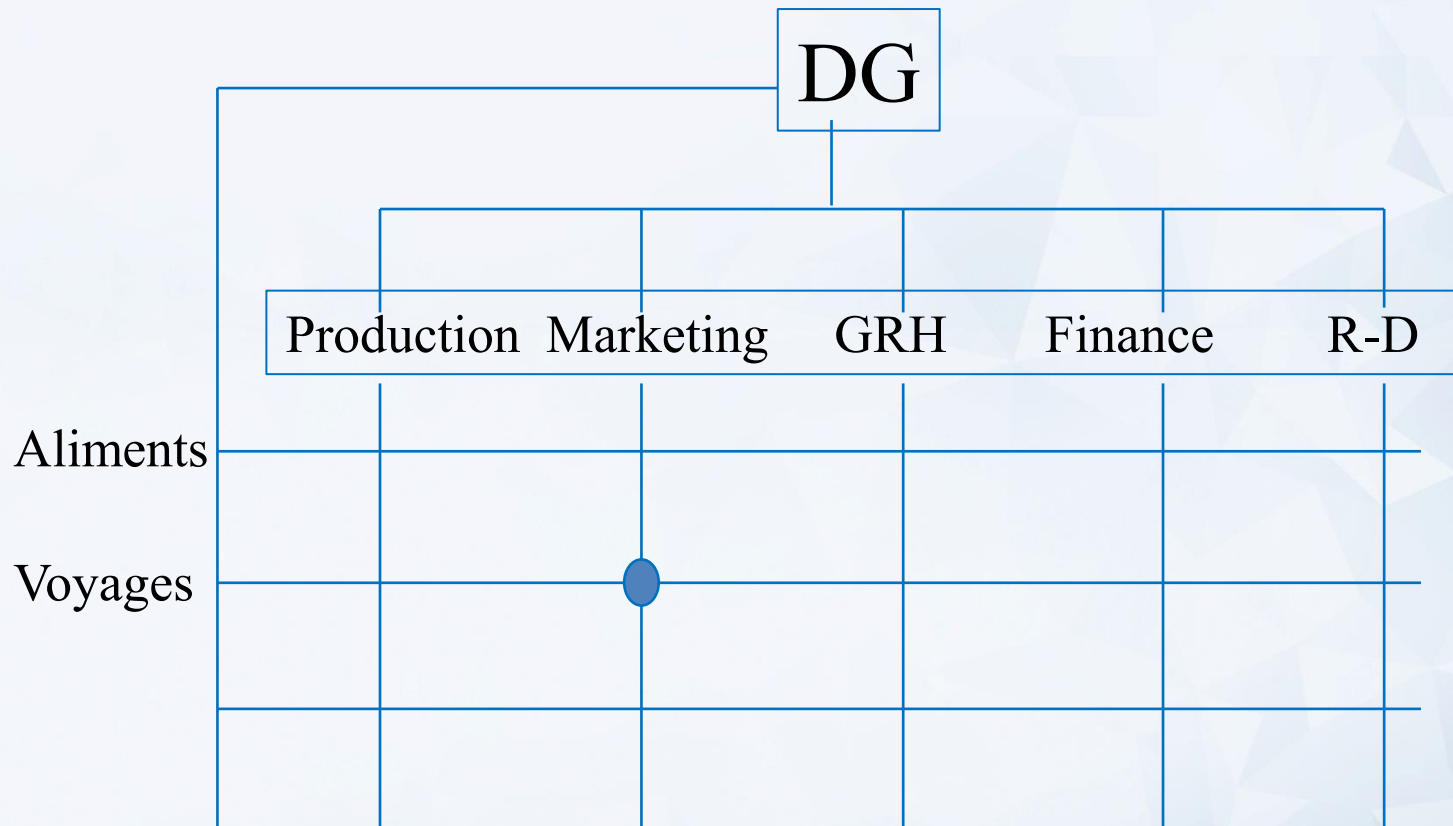 DG
Production Marketing GRH Finance R-D
Aliments
Voyages